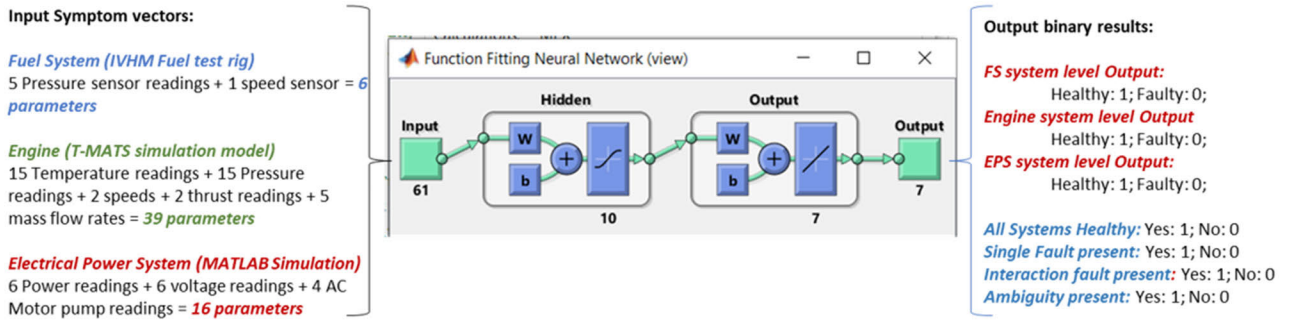 Input Symptom vectors:
Fuel System (IVHM Fuel test rig)
5 Pressure sensor readings + 1 speed sensor = 6
parameters
Engine (T-MATS simulation model)
15 Temperature readings + 15 Pressure
readings + 2 speeds + 2 thrust readings + 5
mass flow rates = 39 parameters
Electrical Power System (MATLAB Simulation)
6 Power readings + 6 voltage readings + 4 AC
Motor pump readings = 16 parameters
Function Fitting Neural Network (view)
Hidden
Output
Input
W
b
+
W
b
+
Output
61
10
7
7
Output binary results:
FS system level Output:
Healthy: 1; Faulty: 0;
Engine system level Output
Healthy: 1; Faulty: 0;
EPS system level Output:
Healthy: 1; Faulty: 0;
All Systems Healthy: Yes: 1; No: 0
Single Fault present: Yes: 1; No: 0
Interaction fault present: Yes: 1; No: 0
Ambiguity present: Yes: 1; No: 0